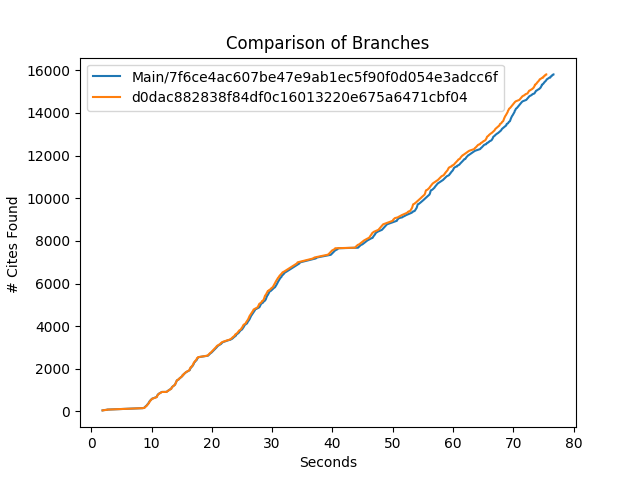 Comparison of Branches
Main/7f6ce4ac607be47e9ab1ec5f90f0d054e3adcc6f
d0dac882838f84df0c16013220e675a6471cbf04
# Cites Found
16000
14000
12000
10000
8000
6000
4000
2000
0
0 10 20 30 40 50 60 70 80
Seconds